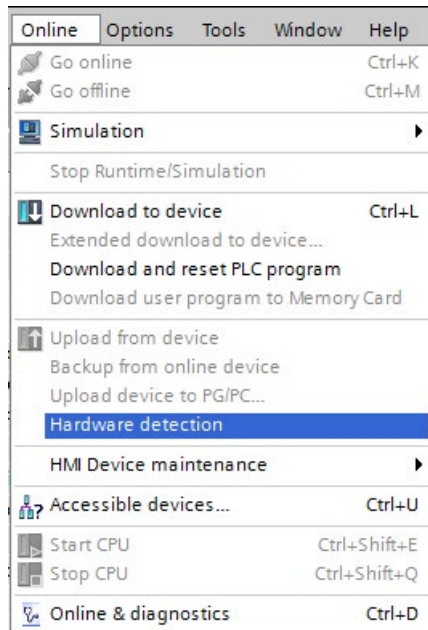 Online Options Tools Window Help
Go online Ctrl+K
Go offline Ctrl+M
Simulation
Stop Runtime/Simulation
Download to device Ctrl+L
Extended download to device...
Download and reset PLC program
Download user program to Memory Card
Upload from device
Backup from online device
Upload device to PG/PC...
Hardware detection
HMI Device maintenance
Accessible devices... Ctrl+U
Start CPU Ctrl+Shift+E
Stop CPU Ctrl+Shift+Q
Online & diagnostics Ctrl+D